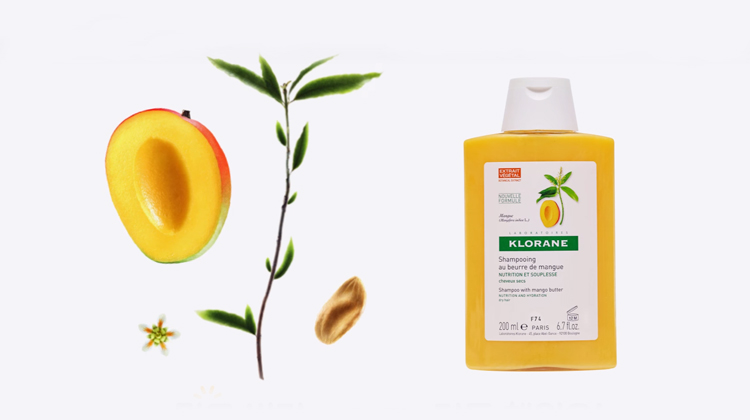 EXTRAIT
VÉGÉTAL
NOUVELLE
FORMULE
Mangue
LABORATOIRES
KLORANE
Shampooing
au beurre de mangue
NUTRITION ET SOUPLESSE
cheveux secs
Shampoo with mango butter
NUTRITION AND HYDRATION
F74
200 ml e PARIS 6.7 fl.oz.